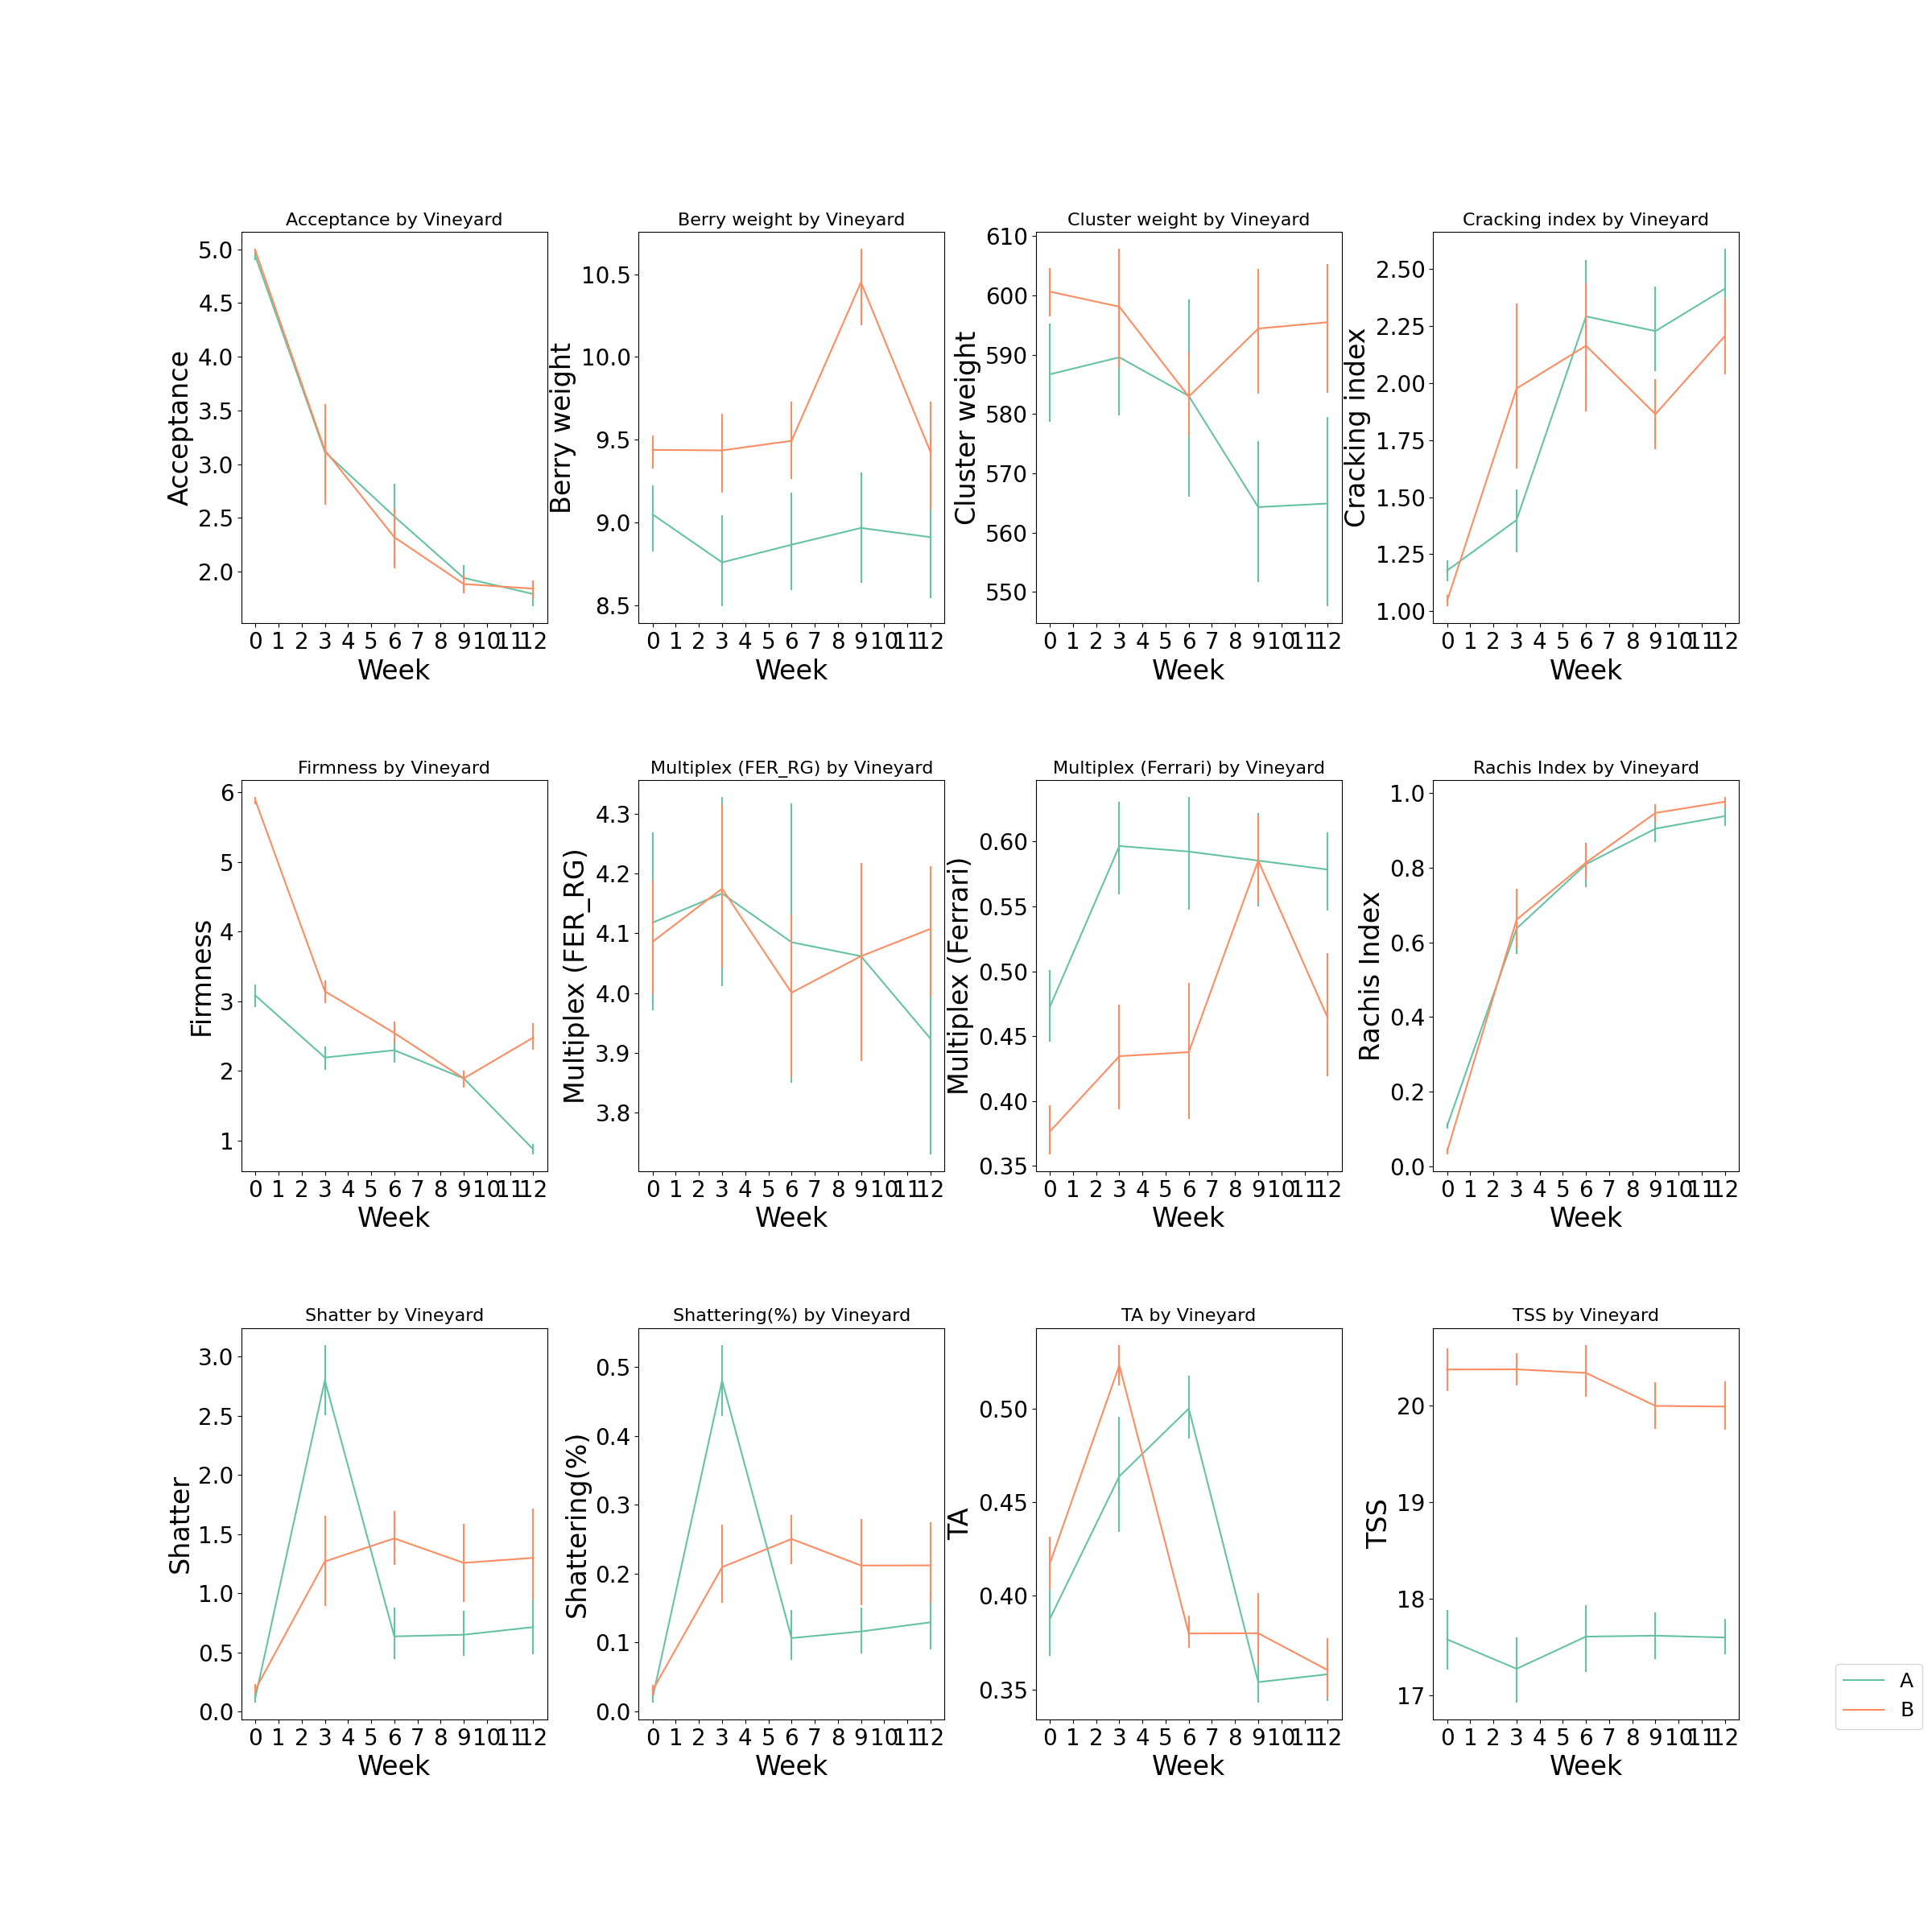 Acceptance by Vineyard
Acceptance
5.0
4.5
4.0
3.5
3.0
2.5
2.0
0 1 2 3 4 5 6 7 8 9 10 11 12
Week
Berry weight by Vineyard
Berry weight
10.5
10.0
9.5
9.0
8.5
0 1 2 3 4 5 6 7 8 9 10 11 12
Week
Cluster weight by Vineyard
Cluster weight
610
600
590
580
570
560
550
0 1 2 3 4 5 6 7 8 9 10 11 12
Week
Cracking index by Vineyard
Cracking index
2.50
2.25
2.00
1.75
1.50
1.25
1.00
0 1 2 3 4 5 6 7 8 9 10 11 12
Week
Firmness by Vineyard
Firmness
6
5
4
3
2
1
0 1 2 3 4 5 6 7 8 9 10 11 12
Week
Multiplex (FER_RG) by Vineyard
Multiplex (FER_RG)
4.3
4.2
4.1
4.0
3.9
3.8
0 1 2 3 4 5 6 7 8 9 10 11 12
Week
Multiplex (Ferrari) by Vineyard
Multiplex (Ferrari)
0.60
0.55
0.50
0.45
0.40
0.35
0 1 2 3 4 5 6 7 8 9 10 11 12
Week
Rachis Index by Vineyard
Rachis Index
1.0
0.8
0.6
0.4
0.2
0.0
0 1 2 3 4 5 6 7 8 9 10 11 12
Week
Shatter by Vineyard
Shatter
3.0
2.5
2.0
1.5
1.0
0.5
0.0
0 1 2 3 4 5 6 7 8 9 10 11 12
Week
Shattering(%) by Vineyard
Shattering(%)
0.5
0.4
0.3
0.2
0.1
0.0
0 1 2 3 4 5 6 7 8 9 10 11 12
Week
TA by Vineyard
TA
0.50
0.45
0.40
0.35
0 1 2 3 4 5 6 7 8 9 10 11 12
Week
TSS by Vineyard
TSS
20
19
18
17
0 1 2 3 4 5 6 7 8 9 10 11 12
Week
A
B